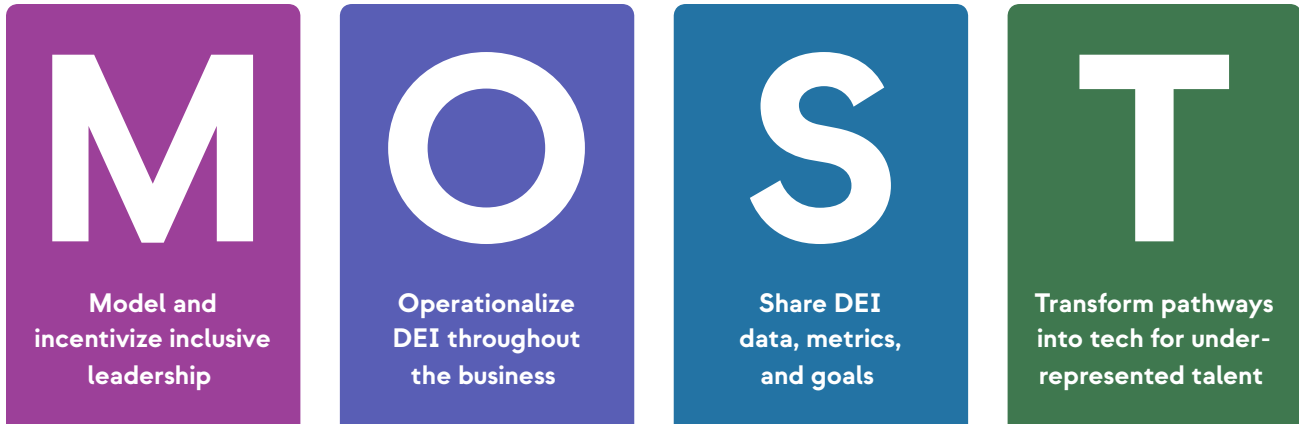 M
Model and
incentivize inclusive
leadership
O
Operationalize
DEI throughout
the business
S
Share DEI
data, metrics,
and goals
T
Transform pathways
into tech for under-
represented talent